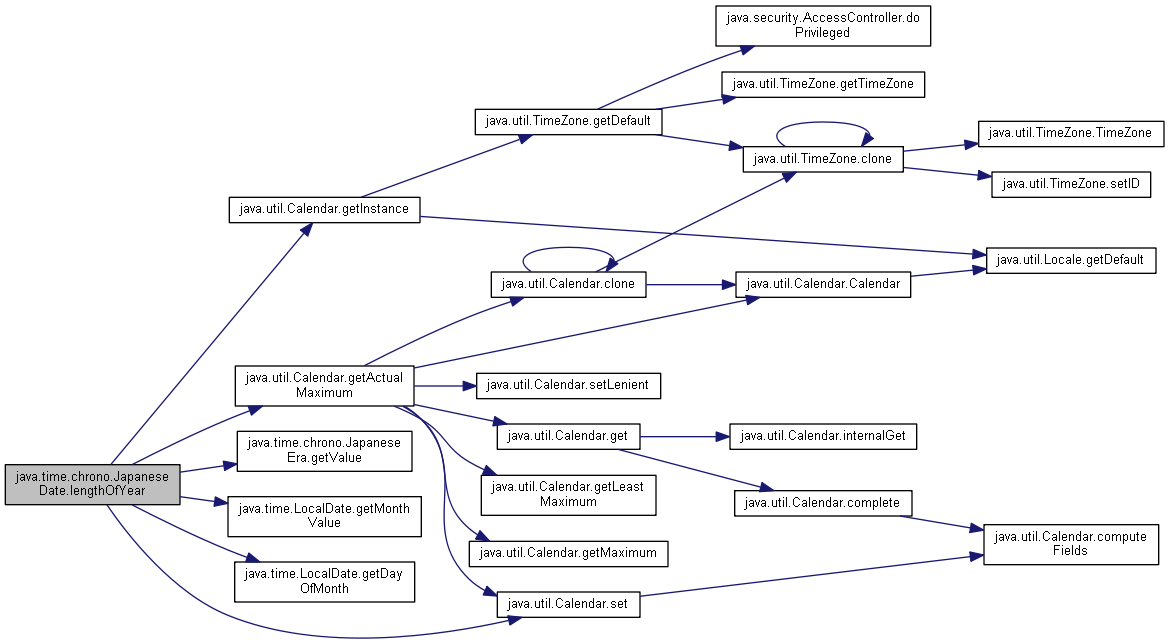 java.security.AccessController.do
Privileged
java.util.TimeZone.getTimeZone
java.util.TimeZone.getDefault
java.util.TimeZone.TimeZone
java.util.TimeZone.clone
java.util.TimeZone.setID
java.util.Calendar.getInstance
java.util.Locale.getDefault
java.util.Calendar.clone
java.util.Calendar.Calendar
java.util.Calendar.getActual
Maximum
java.util.Calendar.setLenient
java.util.Calendar.get
java.util.Calendar.internalGet
java.time.chrono.Japanese
Era.getValue
java.time.chrono.Japanese
Date.lengthOfYear
java.util.Calendar.getLeast
Maximum
java.util.Calendar.complete
java.time.LocalDate.getMonth
Value
java.util.Calendar.compute
Fields
java.util.Calendar.getMaximum
java.time.LocalDate.getDay
OfMonth
java.util.Calendar.set